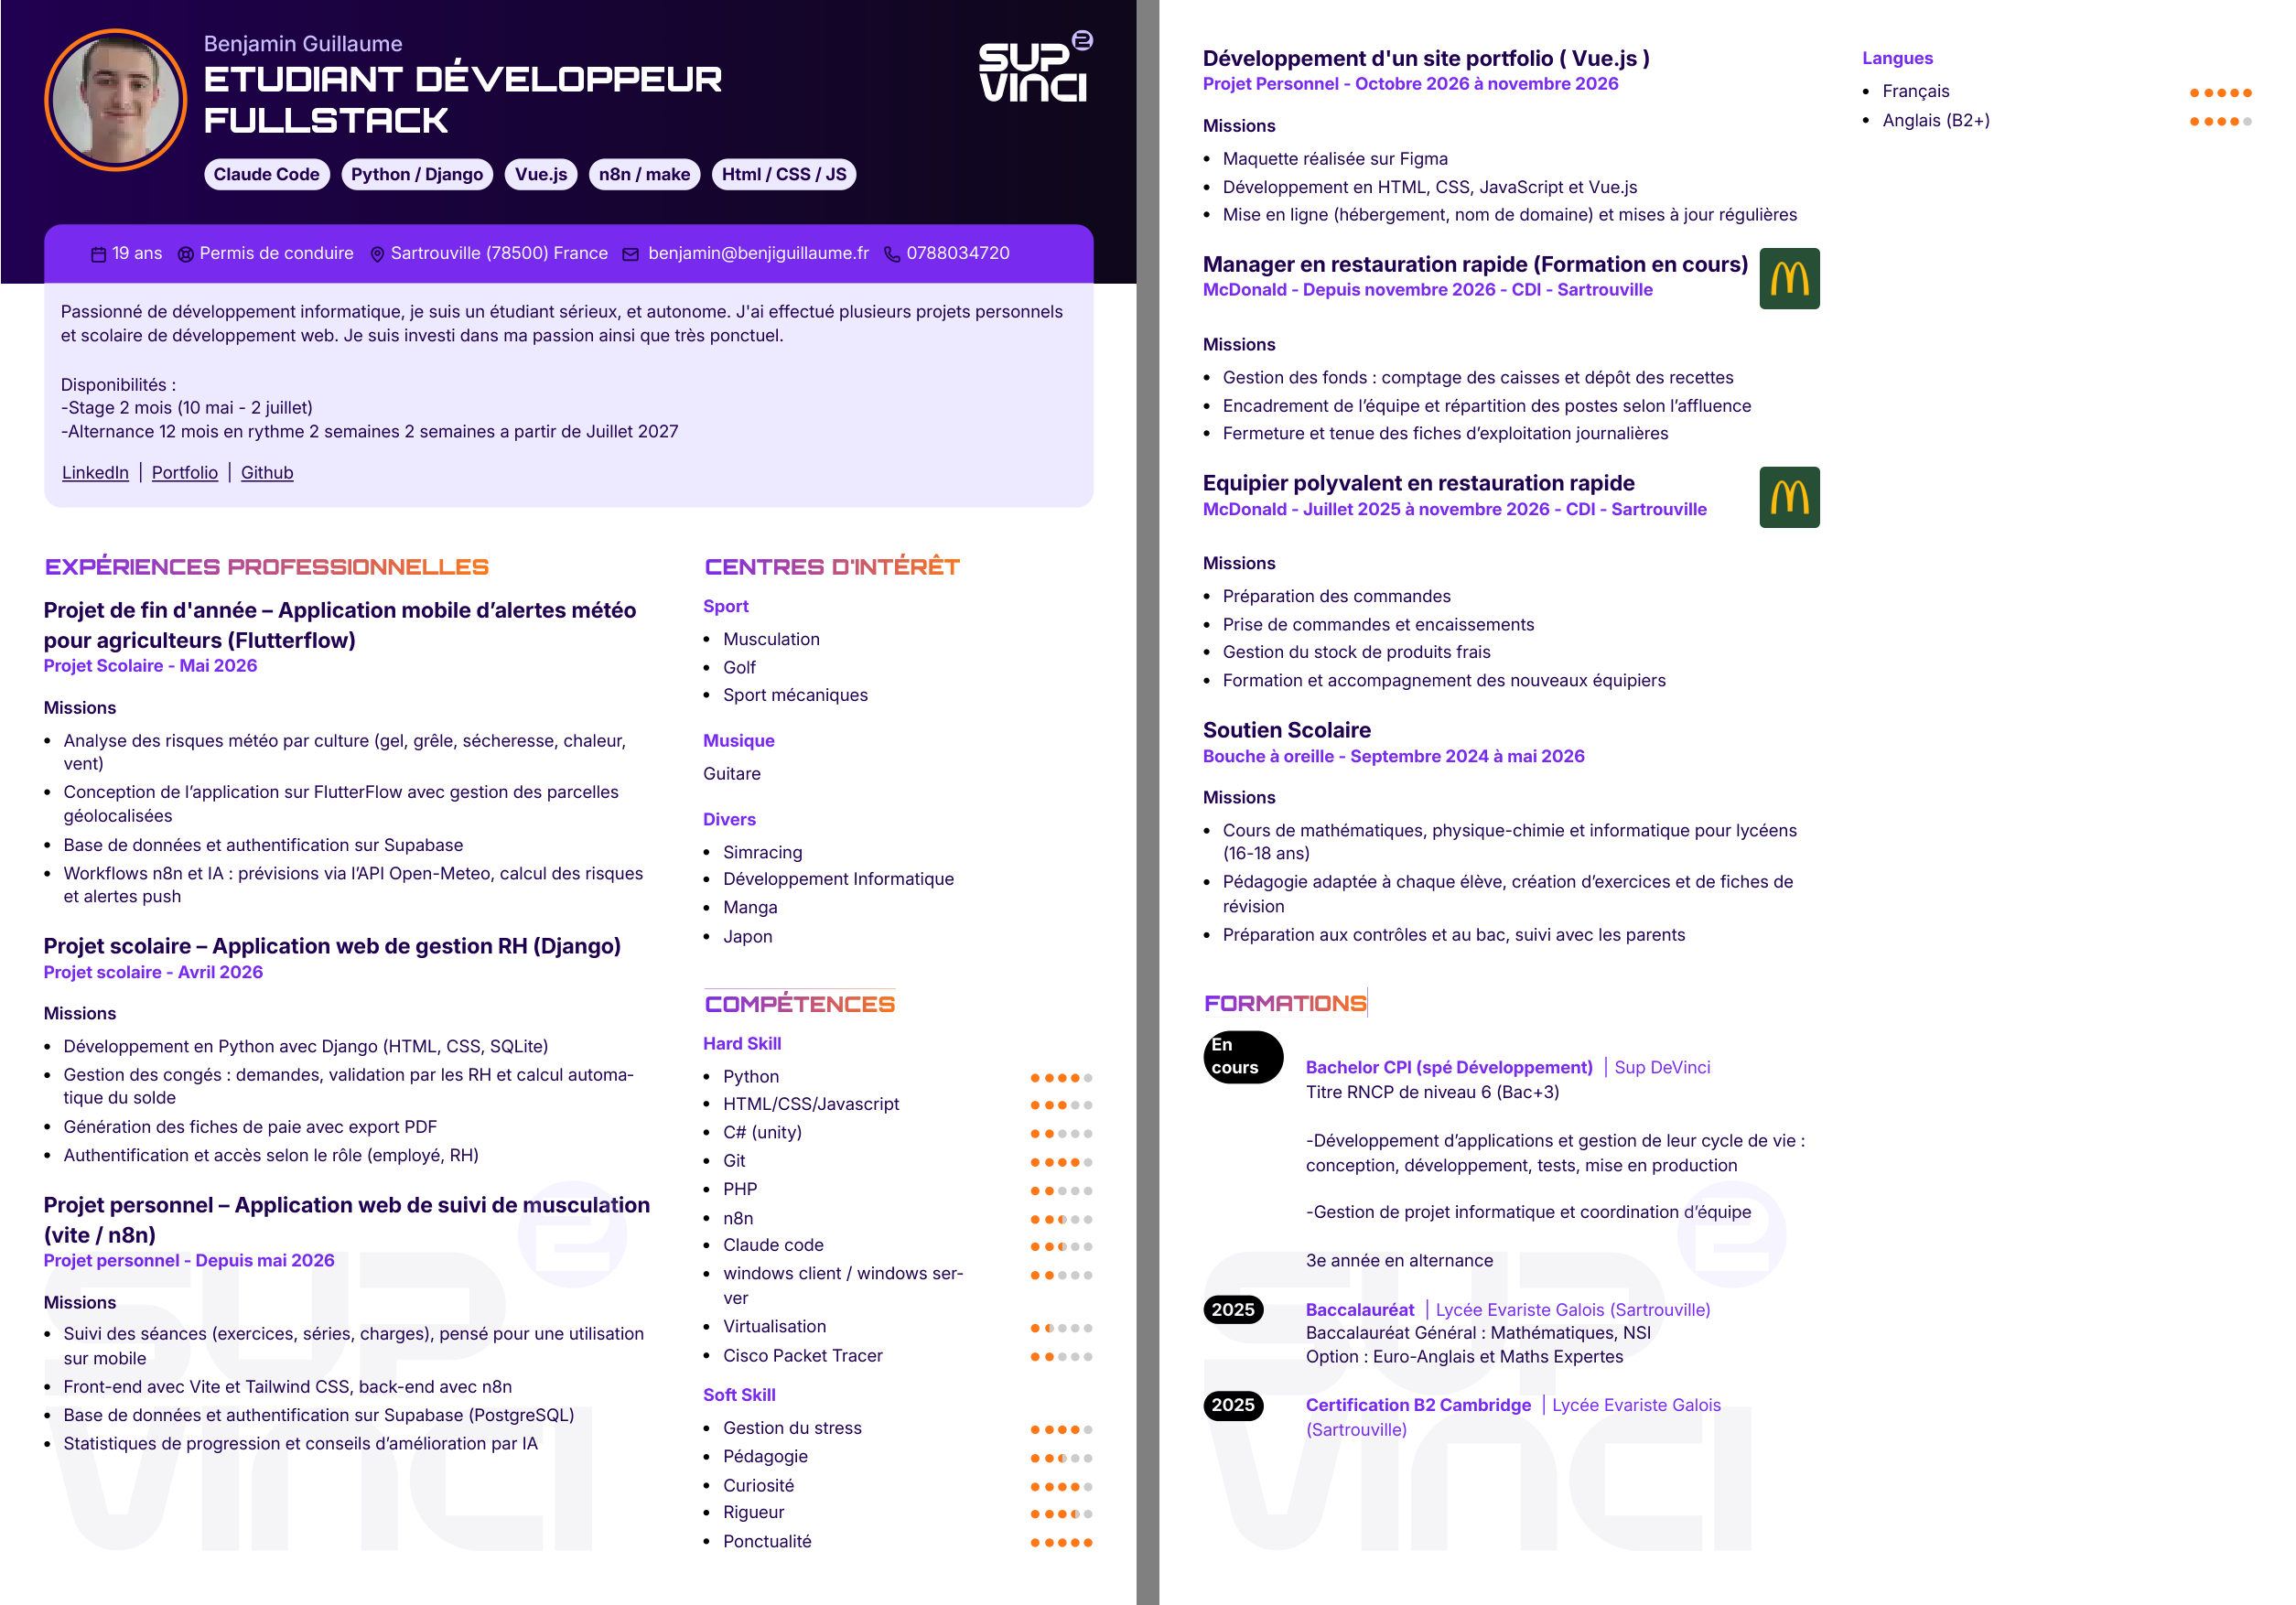 Benjamin Guillaume
ETUDIANT DÉVELOPPEUR
FULLSTACK
SUP
VINCI
Claude Code
Python / Django
Vue.js
n8n / make
Html / CSS / JS
19 ans
Permis de conduire
Sartrouville (78500) France
benjamin@benjiguillaume.fr
0788034720
Passionné de développement informatique, je suis un étudiant sérieux, et autonome. J'ai effectué plusieurs projets personnels
et scolaire de développement web. Je suis investi dans ma passion ainsi que très ponctuel.
Disponibilités :
-Stage 2 mois (10 mai - 2 juillet)
-Alternance 12 mois en rythme 2 semaines 2 semaines a partir de Juillet 2027
LinkedIn | Portfolio | Github
EXPÉRIENCES PROFESSIONNELLES
Projet de fin d'année – Application mobile d’alertes météo
pour agriculteurs (Flutterflow)
Projet Scolaire - Mai 2026
Missions
• Analyse des risques météo par culture (gel, grêle, sécheresse, chaleur,
vent)
• Conception de l’application sur FlutterFlow avec gestion des parcelles
géolocalisées
• Base de données et authentification sur Supabase
• Workflows n8n et IA : prévisions via l’API Open-Meteo, calcul des risques
et alertes push
Projet scolaire – Application web de gestion RH (Django)
Projet scolaire - Avril 2026
Missions
• Développement en Python avec Django (HTML, CSS, SQLite)
• Gestion des congés : demandes, validation par les RH et calcul automa-
tique du solde
• Génération des fiches de paie avec export PDF
• Authentification et accès selon le rôle (employé, RH)
Projet personnel – Application web de suivi de musculation
(vite / n8n)
Projet personnel - Depuis mai 2026
Missions
• Suivi des séances (exercices, séries, charges), pensé pour une utilisation
sur mobile
• Front-end avec Vite et Tailwind CSS, back-end avec n8n
• Base de données et authentification sur Supabase (PostgreSQL)
• Statistiques de progression et conseils d’amélioration par IA
CENTRES D'INTÉRÊT
Sport
• Musculation
• Golf
• Sport mécaniques
Musique
Guitare
Divers
• Simracing
• Développement Informatique
• Manga
• Japon
COMPÉTENCES
Hard Skill
• Python
• HTML/CSS/Javascript
• C# (unity)
• Git
• PHP
• n8n
• Claude code
• windows client / windows ser-
ver
• Virtualisation
• Cisco Packet Tracer
Soft Skill
• Gestion du stress
• Pédagogie
• Curiosité
• Rigueur
• Ponctualité
SUP
VINCI
Développement d'un site portfolio ( Vue.js )
Projet Personnel - Octobre 2026 à novembre 2026
Missions
• Maquette réalisée sur Figma
• Développement en HTML, CSS, JavaScript et Vue.js
• Mise en ligne (hébergement, nom de domaine) et mises à jour régulières
Manager en restauration rapide (Formation en cours)
McDonald - Depuis novembre 2026 - CDI - Sartrouville
Missions
• Gestion des fonds : comptage des caisses et dépôt des recettes
• Encadrement de l’équipe et répartition des postes selon l’affluence
• Fermeture et tenue des fiches d’exploitation journalières
Equipier polyvalent en restauration rapide
McDonald - Juillet 2025 à novembre 2026 - CDI - Sartrouville
Missions
• Préparation des commandes
• Prise de commandes et encaissements
• Gestion du stock de produits frais
• Formation et accompagnement des nouveaux équipiers
Soutien Scolaire
Bouche à oreille - Septembre 2024 à mai 2026
Missions
• Cours de mathématiques, physique-chimie et informatique pour lycéens
(16-18 ans)
• Pédagogie adaptée à chaque élève, création d’exercices et de fiches de
révision
• Préparation aux contrôles et au bac, suivi avec les parents
FORMATIONS
En
cours
Bachelor CPI (spé Développement) | Sup DeVinci
Titre RNCP de niveau 6 (Bac+3)
-Développement d’applications et gestion de leur cycle de vie :
conception, développement, tests, mise en production
-Gestion de projet informatique et coordination d’équipe
3e année en alternance
2025
Baccalauréat | Lycée Evariste Galois (Sartrouville)
Baccalauréat Général : Mathématiques, NSI
Option : Euro-Anglais et Maths Expertes
2025
Certification B2 Cambridge | Lycée Evariste Galois
(Sartrouville)
SUP
VINCI
Langues
• Français
• Anglais (B2+)